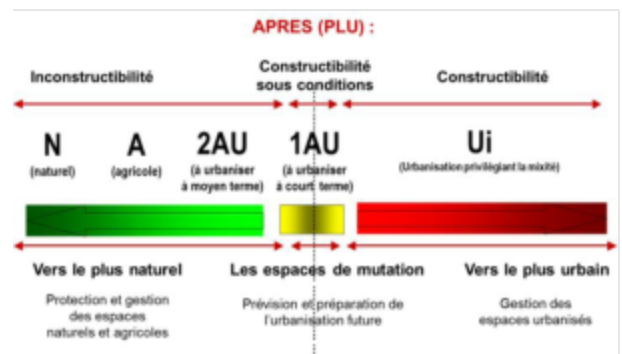 APRES (PLU) :
Inconstructibilité
Constructibilité
sous conditions
Constructibilité
N
(naturel)
A
(agricole)
2AU
(à urbaniser
à moyen terme)
1AU
(à urbaniser
à court terme)
Ui
(Urbanisation privilégiant la mixité)
Vers le plus naturel
Les espaces de mutation
Vers le plus urbain
Protection et gestion
des espaces
naturels et agricoles
Prévision et préparation de
l'urbanisation future
Gestion des
espaces urbanisés